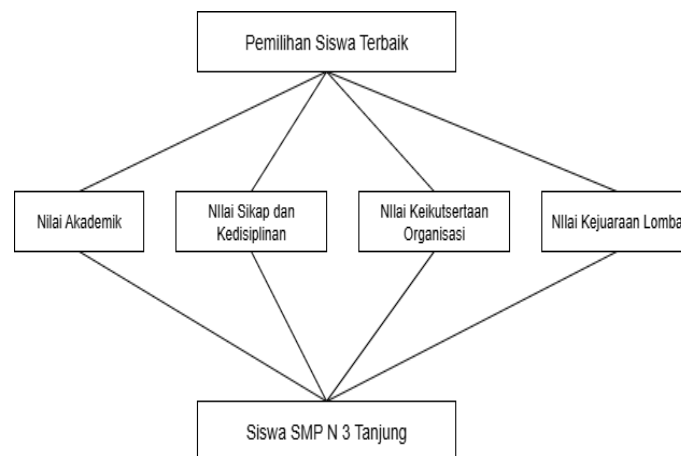 Pemilihan Siswa Terbaik
Nilai Akademik
NIlai Sikap dan
Kedisiplinan
NIlai Keikutsertaan
Organisasi
NIlai Kejuaraan Lomba
Siswa SMP N 3 Tanjung